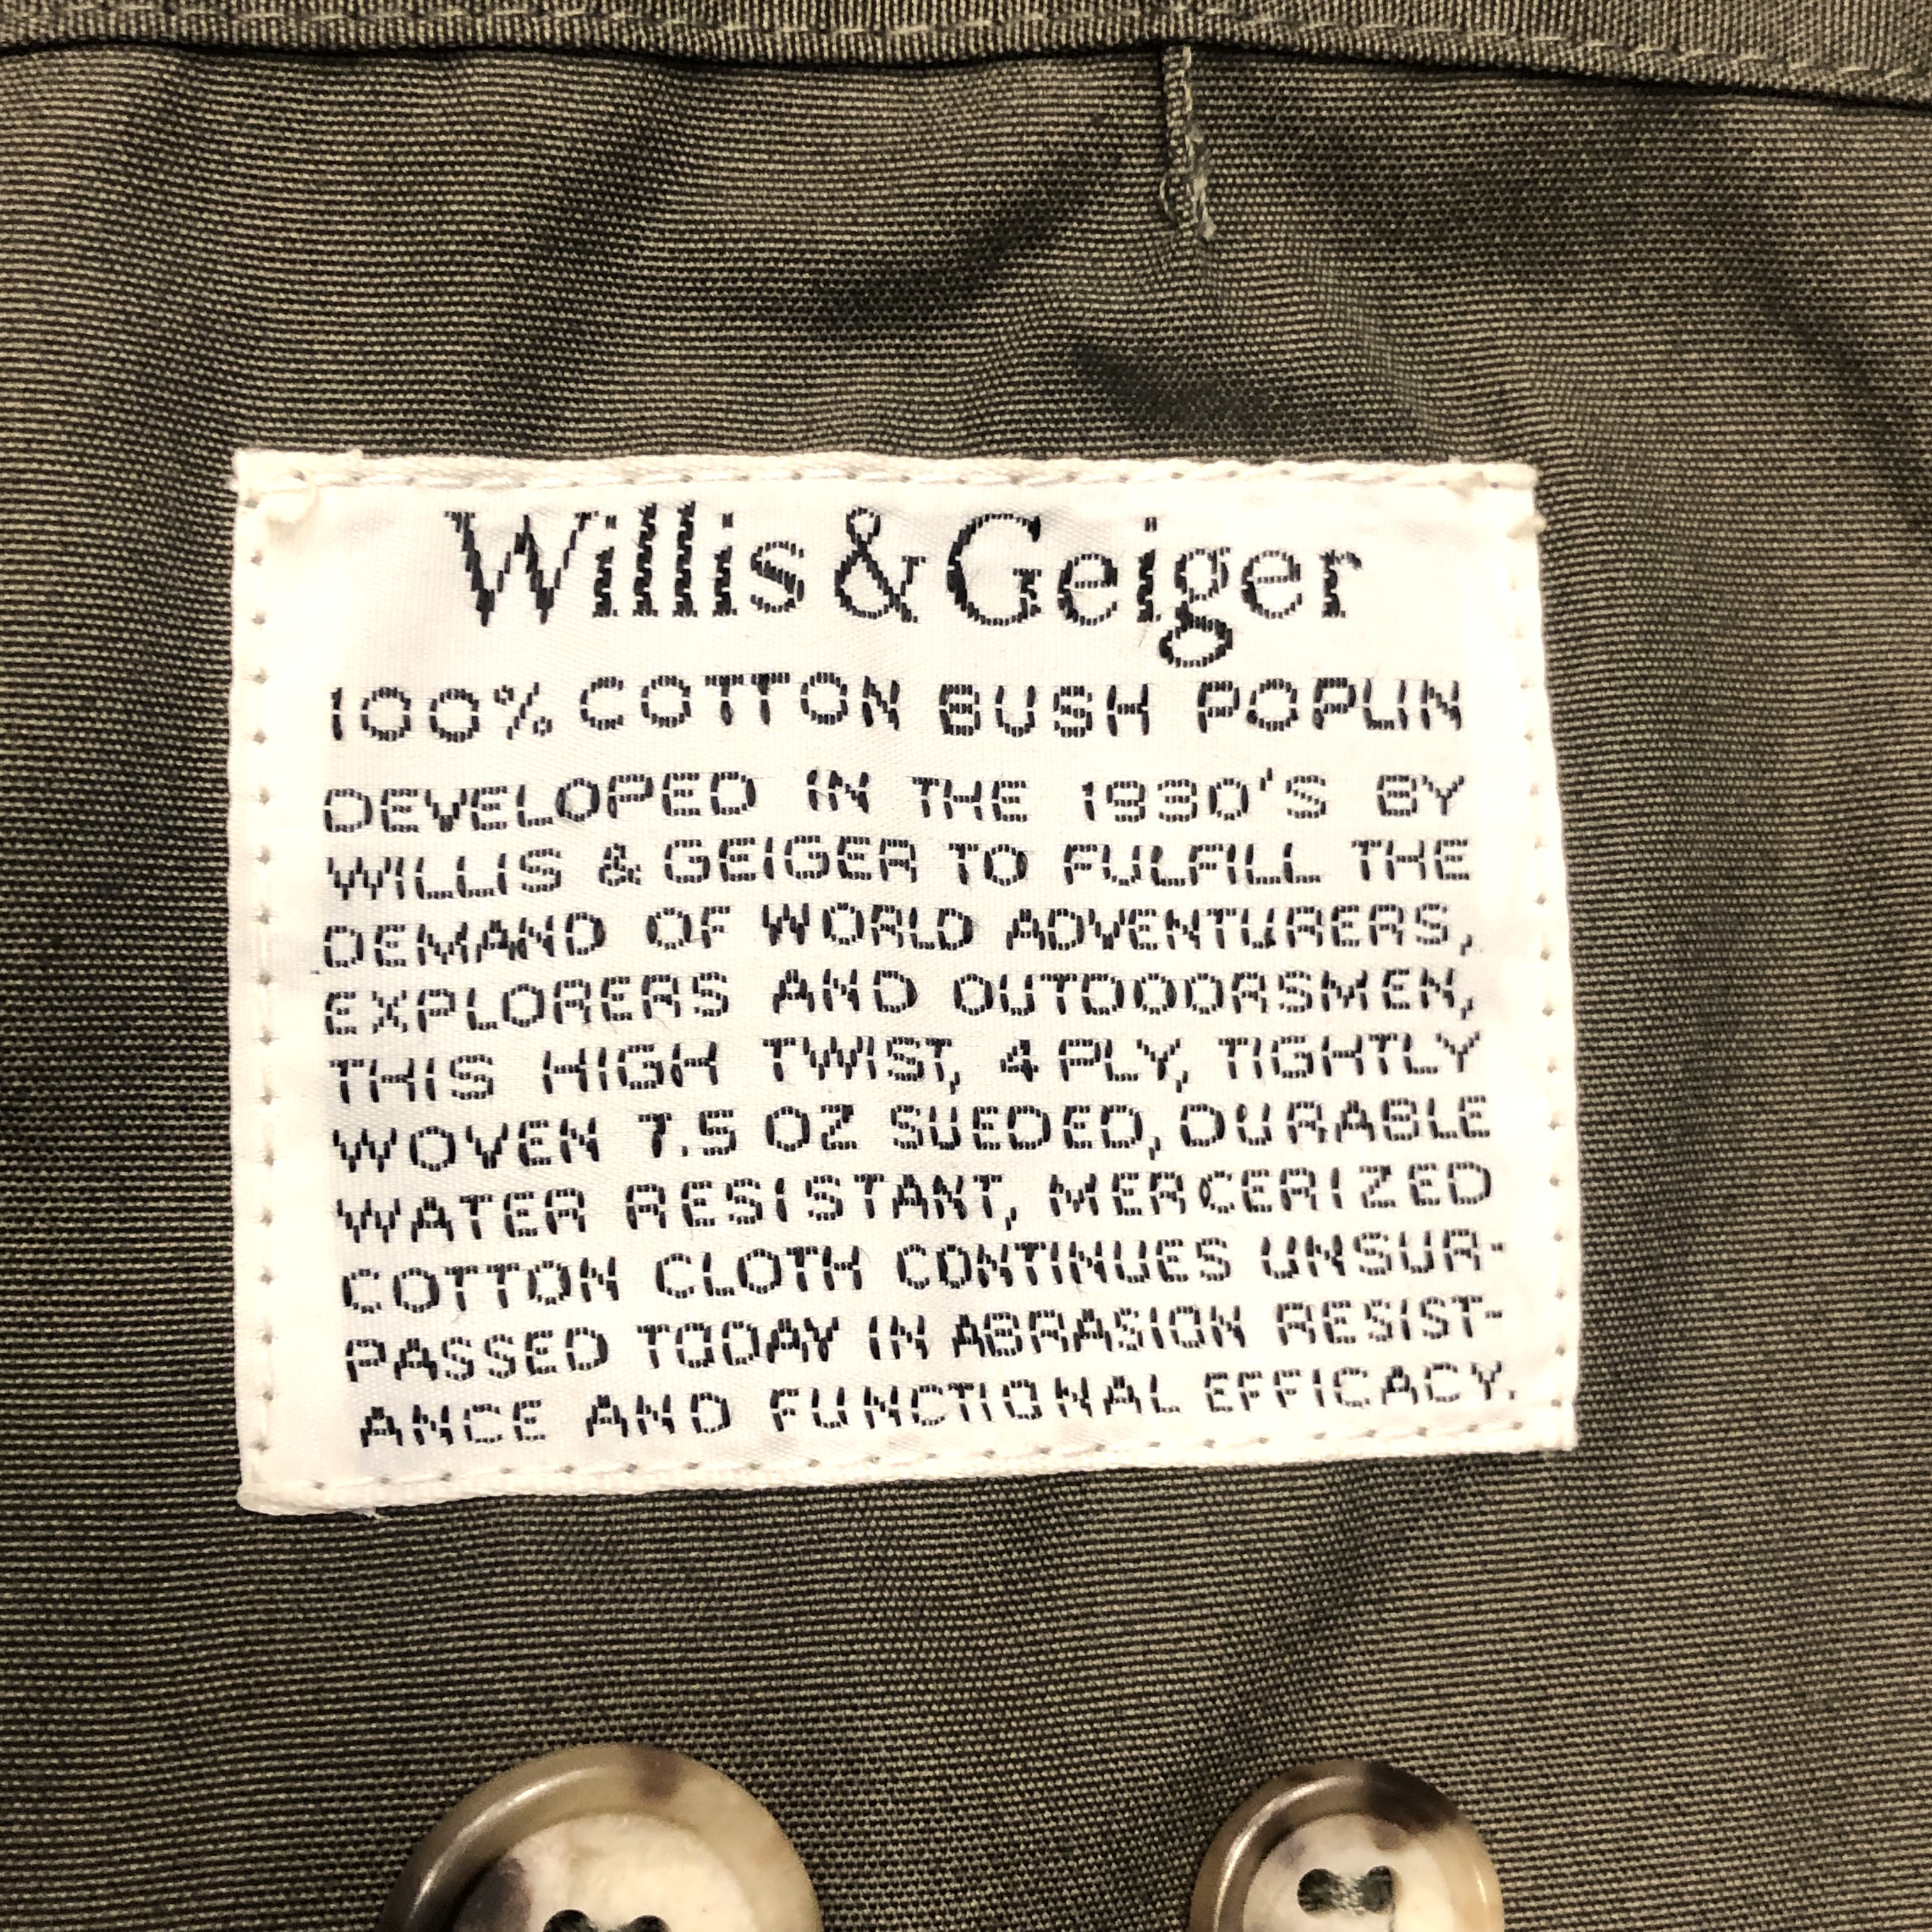 Willis & Geiger
100% COTTON BUSH POPLIN
DEVELOPED IN THE 1930'S BY
WILLIS & GEIGER TO FULFILL THE
DEMAND OF WORLD ADVENTURERS,
EXPLORERS AND OUTDOORSMEN,
THIS HIGH TWIST, 4 PLY, TIGHTLY
WOVEN 7.5 OZ SUEDED, DURABLE
WATER RESISTANT, MERCERIZED
COTTON CLOTH CONTINUES UNSUR-
PASSED TODAY IN ABRASION RESIST-
ANCE AND FUNCTIONAL EFFICACY.